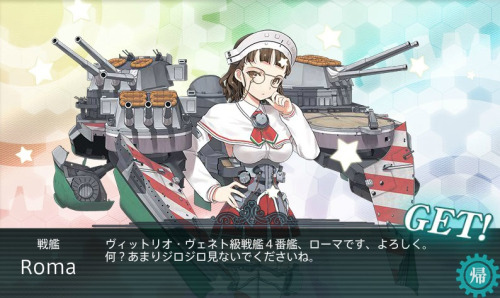 GET!
戦艦
Roma
ヴィットリオ・ヴェネト級戦艦４番艦、ローマです、よろしく。
何？あまりジロジロ見ないでくださいね。
帰